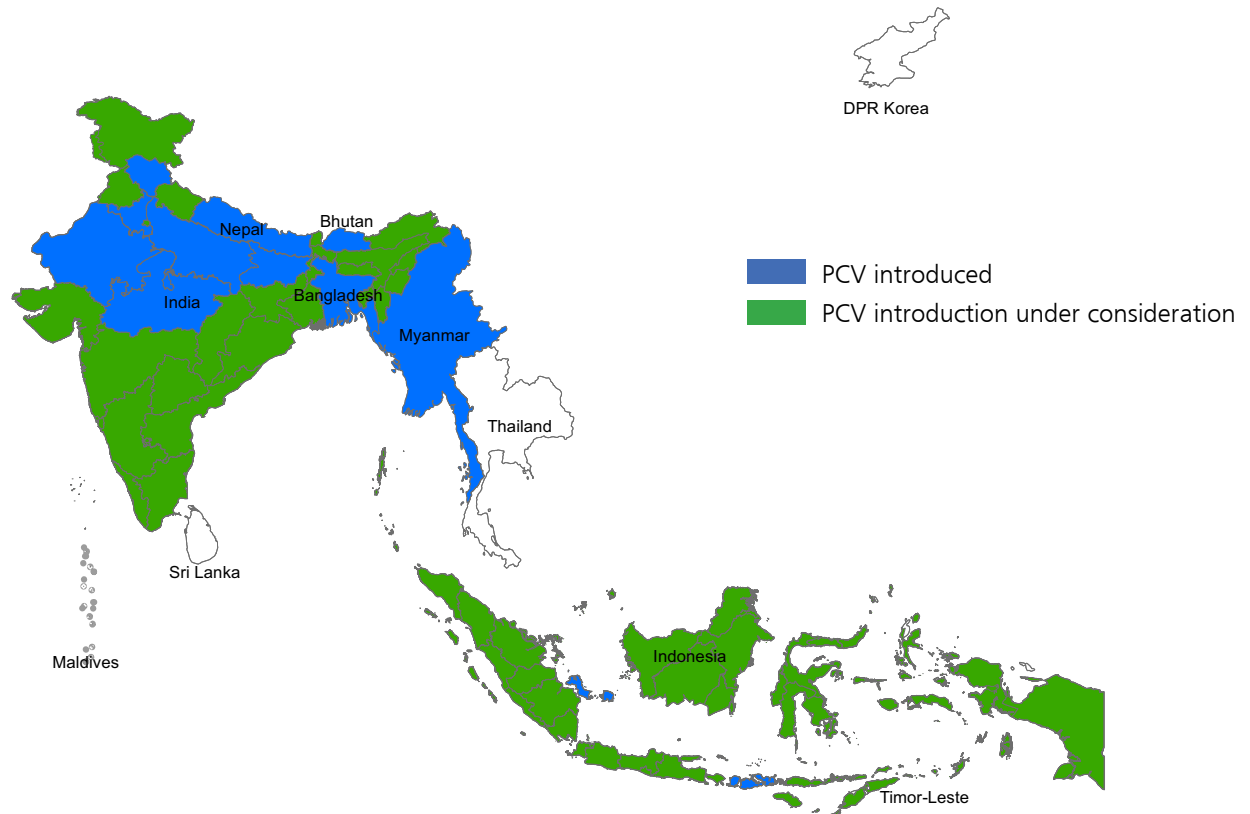 DPR Korea
Nepal
Bhutan
PCV introduced
India
Bangladesh
PCV introduction under consideration
Myanmar
Thailand
Sri Lanka
Maldives
Indonesia
Timor-Leste